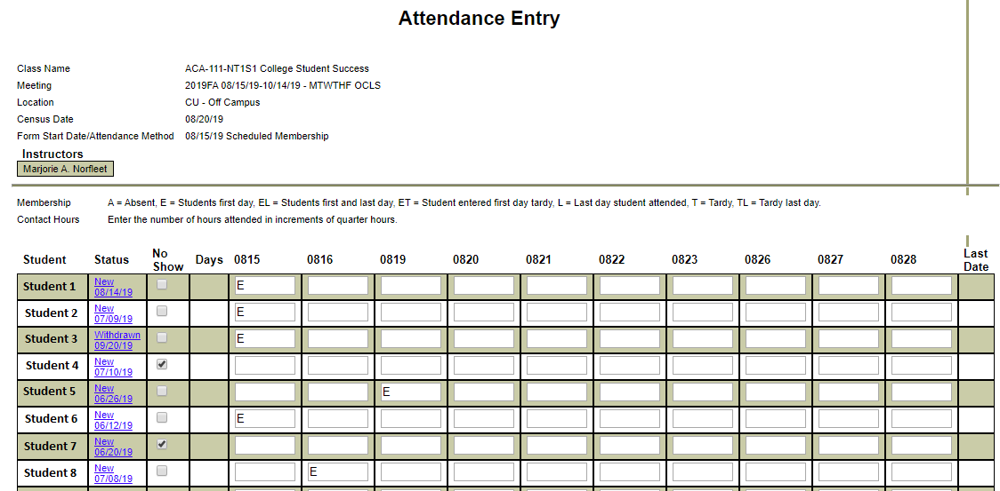 Attendance Entry
Class Name ACA-111-NT1S1 College Student Success
Meeting 2019FA 08/15/19-10/14/19 - MTWTHF OCLS
Location CU - Off Campus
Census Date 08/20/19
Form Start Date/Attendance Method 08/15/19 Scheduled Membership
Instructors
Marjorie A. Norfleet
Membership A = Absent, E = Students first day, EL = Students first and last day, ET = Student entered first day tardy, L = Last day student attended, T = Tardy, TL = Tardy last day.
Contact Hours Enter the number of hours attended in increments of quarter hours.
Student Status No Show Days 0815 0816 0819 0820 0821 0822 0823 0826 0827 0828 Last Date
Student 1 New 08/14/19 E
Student 2 New 07/09/19 E
Student 3 Withdrawn 09/20/19 E
Student 4 New 07/10/19
Student 5 New 06/26/19 E
Student 6 New 06/12/19 E
Student 7 New 06/20/19
Student 8 New 07/08/19 E